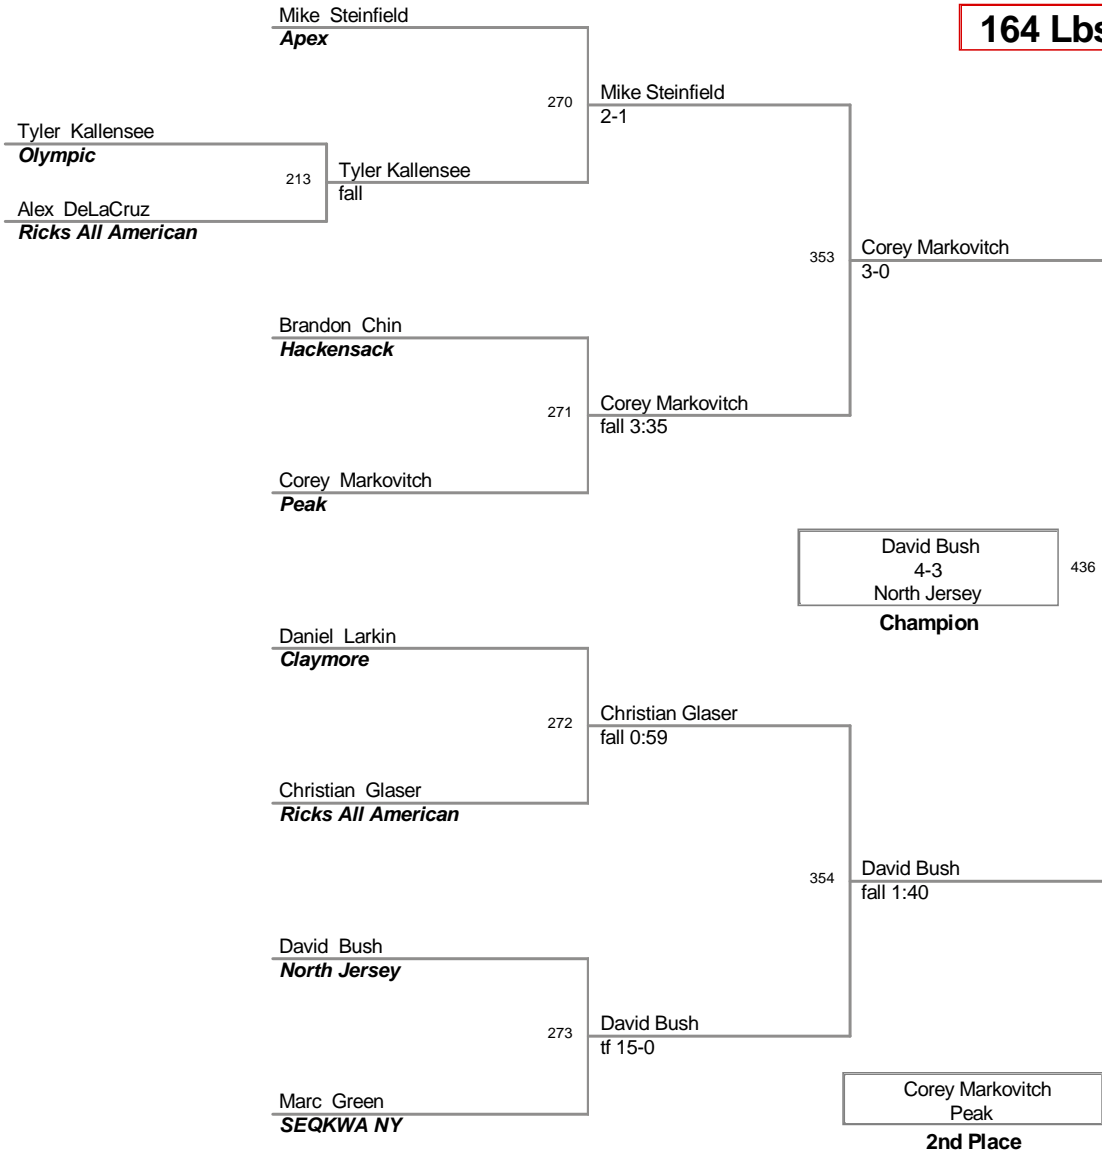 Mike Steinfield
Apex
164 Lbs
270
Mike Steinfield
2-1
Tyler Kallensee
Olympic
213
Tyler Kallensee
fall
Alex DeLaCruz
Ricks All American
353
Corey Markovitch
3-0
Brandon Chin
Hackensack
271
Corey Markovitch
fall 3:35
Corey Markovitch
Peak
David Bush
4-3
North Jersey
436
Champion
Daniel Larkin
Claymore
272
Christian Glaser
fall 0:59
Christian Glaser
Ricks All American
354
David Bush
fall 1:40
David Bush
North Jersey
273
David Bush
tf 15-0
Marc Green
SEQKWA NY
Corey Markovitch
Peak
2nd Place